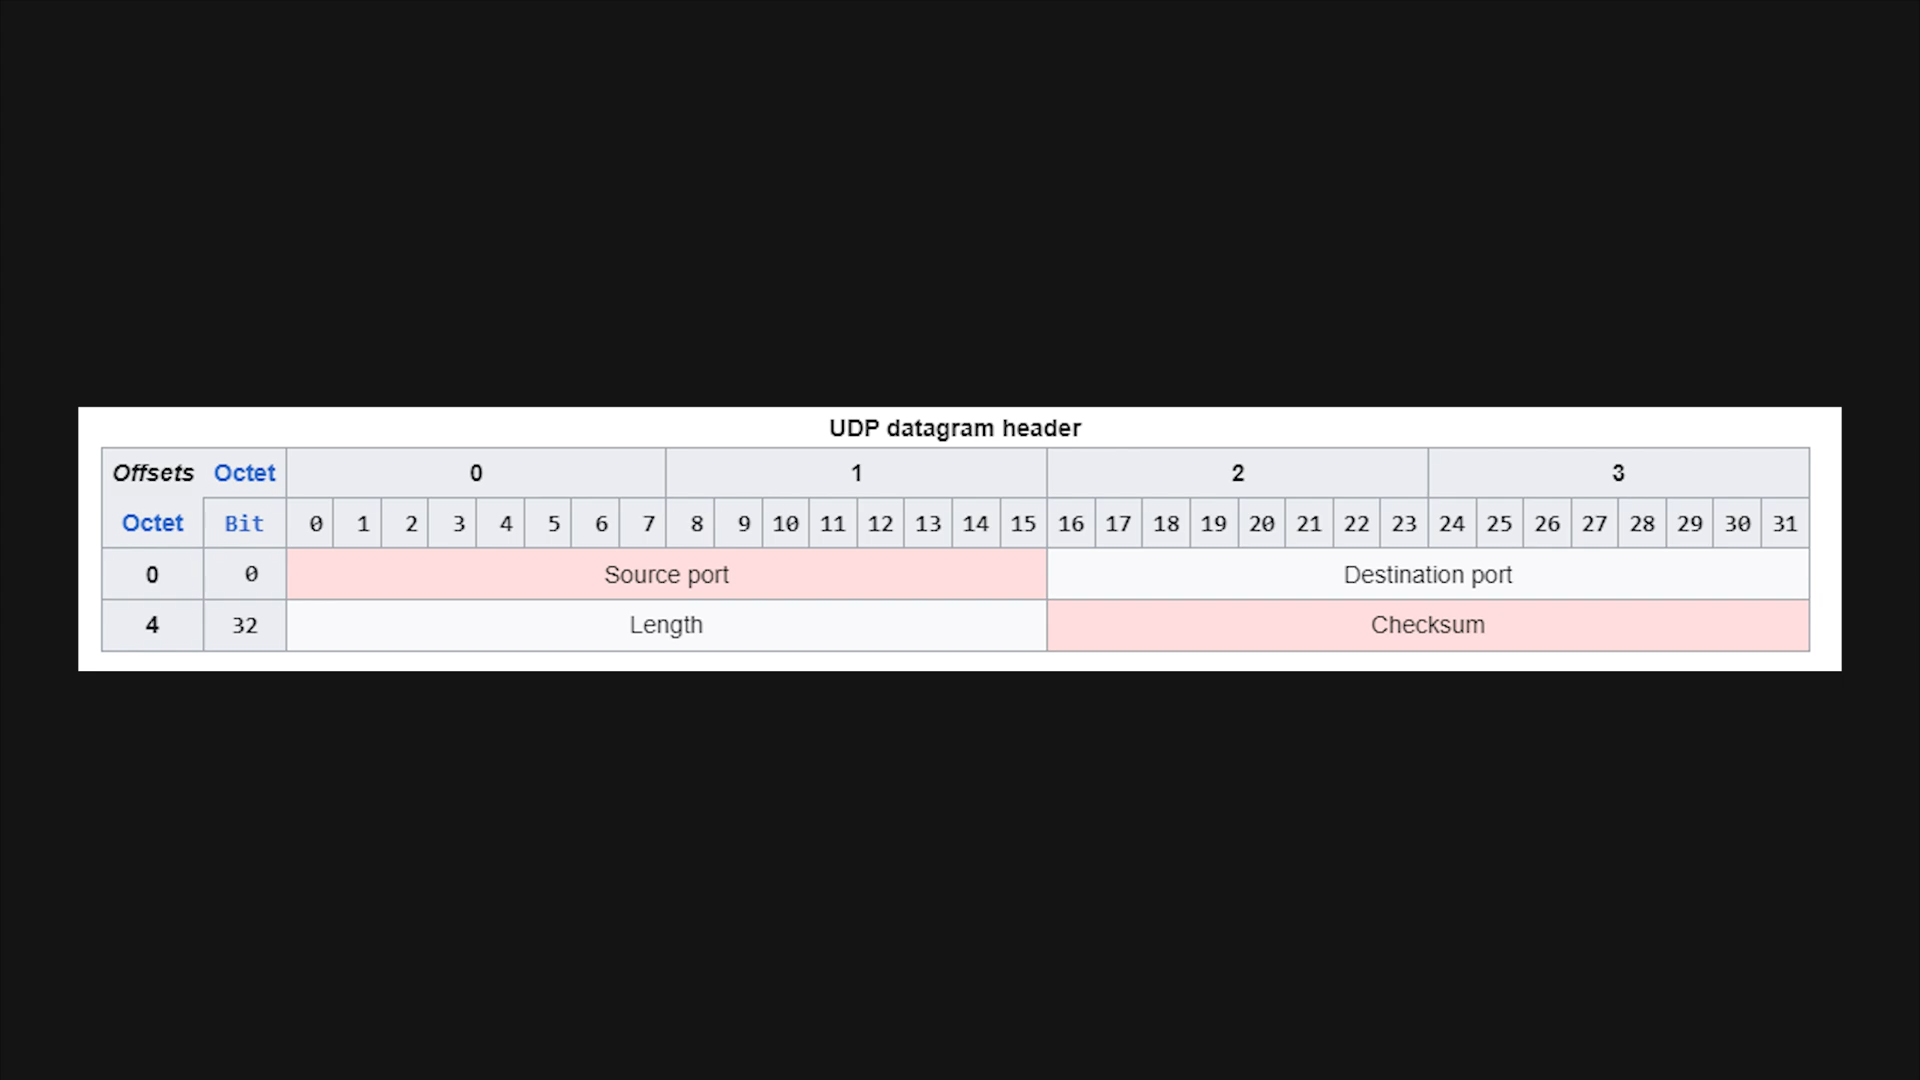 UDP datagram header
Offsets Octet 0 1 2 3
Octet Bit 0 1 2 3 4 5 6 7 8 9 10 11 12 13 14 15 16 17 18 19 20 21 22 23 24 25 26 27 28 29 30 31
0 0 Source port Destination port
4 32 Length Checksum